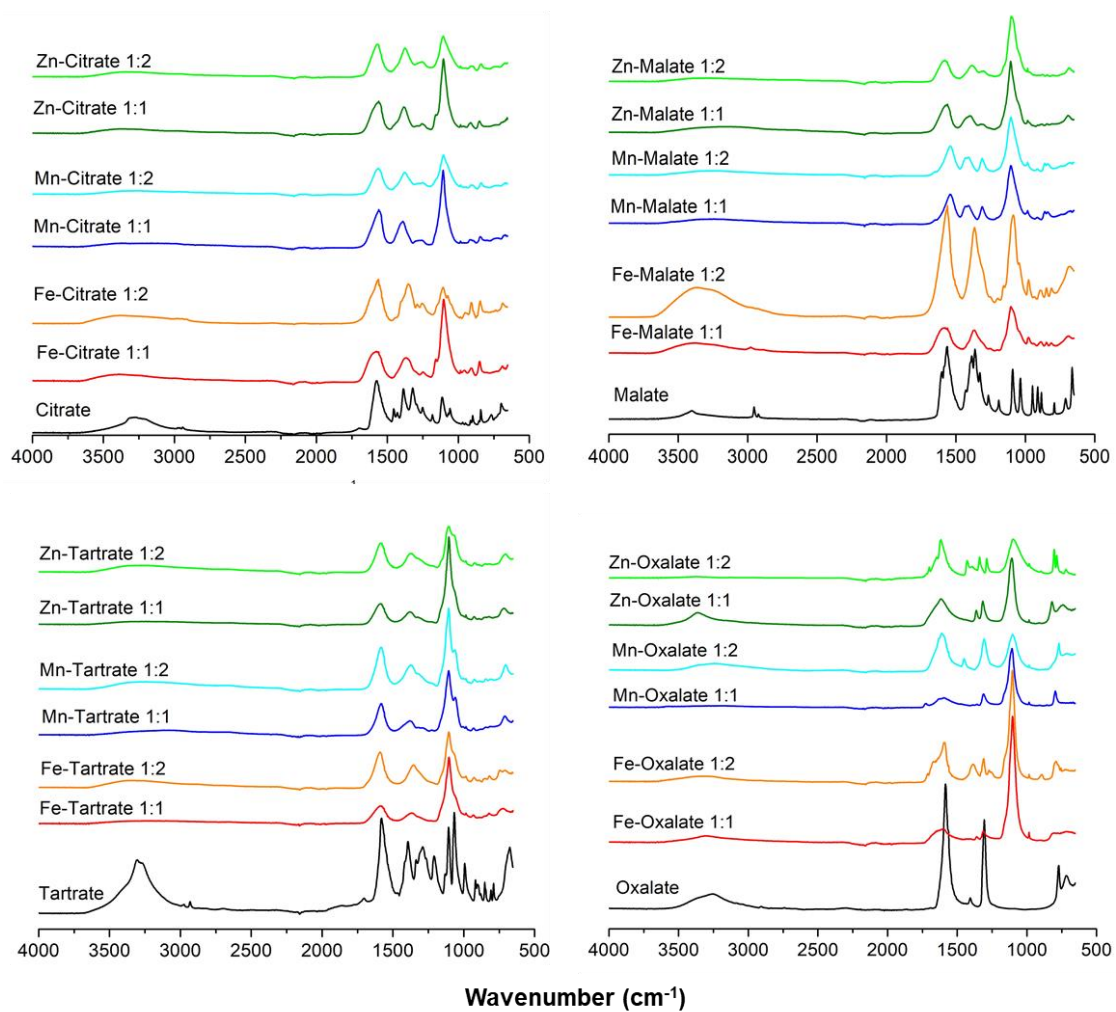 Zn-Citrate 1:2
Zn-Citrate 1:1
Mn-Citrate 1:2
Mn-Citrate 1:1
Fe-Citrate 1:2
Fe-Citrate 1:1
Citrate
4000 3500 3000 2500 2000 1500 1000 500
1
Zn-Malate 1:2
Zn-Malate 1:1
Mn-Malate 1:2
Mn-Malate 1:1
Fe-Malate 1:2
Fe-Malate 1:1
Malate
4000 3500 3000 2500 2000 1500 1000 500
Zn-Tartrate 1:2
Zn-Tartrate 1:1
Mn-Tartrate 1:2
Mn-Tartrate 1:1
Fe-Tartrate 1:2
Fe-Tartrate 1:1
Tartrate
4000 3500 3000 2500 2000 1500 1000 500
Zn-Oxalate 1:2
Zn-Oxalate 1:1
Mn-Oxalate 1:2
Mn-Oxalate 1:1
Fe-Oxalate 1:2
Fe-Oxalate 1:1
Oxalate
4000 3500 3000 2500 2000 1500 1000 500
Wavenumber (cm⁻¹)